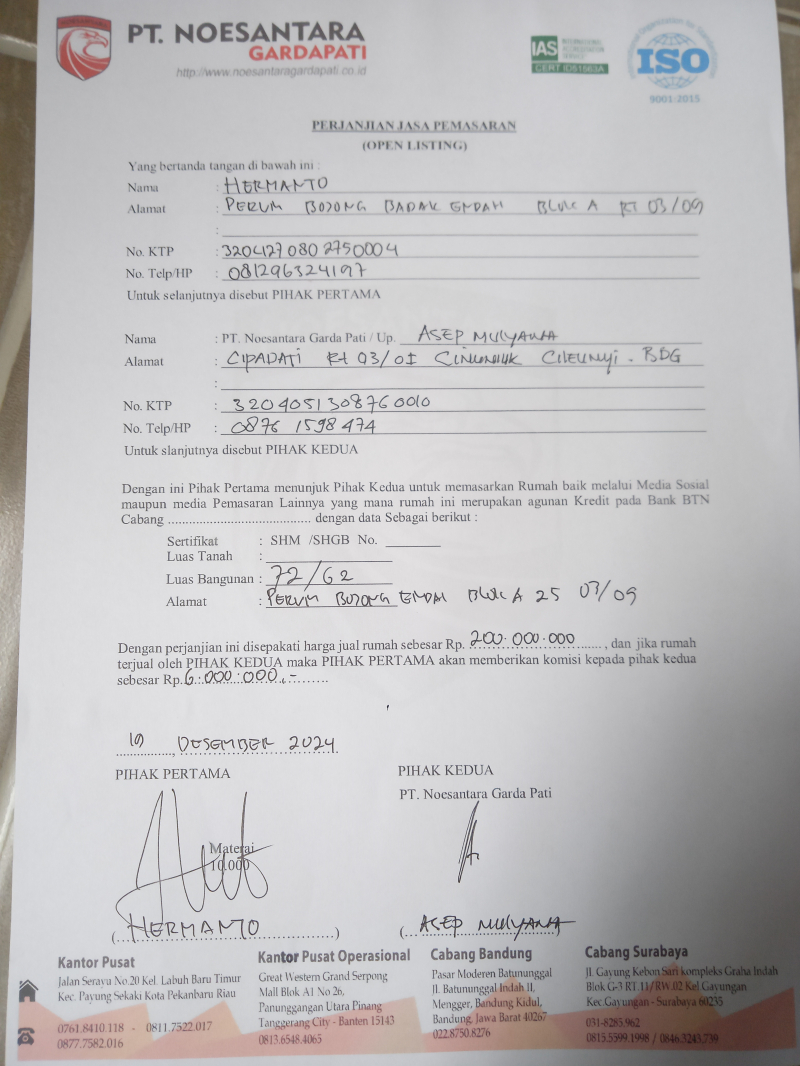 PT. NOESANTARA
GARDAPATI
http://www.noesantaragardapati.co.id
IAS INTERNATIONAL ACCREDITATION SERVICE
CERT ID51563A
ISO
9001:2015
PERJANJIAN JASA PEMASARAN
(OPEN LISTING)
Yang bertanda tangan di bawah ini :
Nama : HERMANTO
Alamat : PERUM BOJONG BADAK ENDAH BLOK A RT 03/09
:
No. KTP : 3204127080 2750004
No. Telp/HP : 081296324197
Untuk selanjutnya disebut PIHAK PERTAMA
Nama : PT. Noesantara Garda Pati / Up. ASEP MULYANA
Alamat : CIPADATI Rt 03/01 CILEUNYI . BDG
:
No. KTP : 3204051308760010
No. Telp/HP : 0876 1598 474
Untuk slanjutnya disebut PIHAK KEDUA
Dengan ini Pihak Pertama menunjuk Pihak Kedua untuk memasarkan Rumah baik melalui Media Sosial
maupun media Pemasaran Lainnya yang mana rumah ini merupakan agunan Kredit pada Bank BTN
Cabang ....................................... dengan data Sebagai berikut :
Sertifikat : SHM /SHGB No. ________
Luas Tanah :
Luas Bangunan : 72/62
Alamat : PERUM BOJONG ENDAH BLOK A 25 03/09
Dengan perjanjian ini disepakati harga jual rumah sebesar Rp. 200.000.000 ......, dan jika rumah
terjual oleh PIHAK KEDUA maka PIHAK PERTAMA akan memberikan komisi kepada pihak kedua
sebesar Rp. 6.000.000,-.........
19, DESEMBER 2024
PIHAK PERTAMA
PIHAK KEDUA
PT. Noesantara Garda Pati
Materai
10.000
(HERMANTO)
(ASEP MULYANA)
Kantor Pusat
Jalan Serayu No.20 Kel. Labuh Baru Timur
Kec. Payung Sekaki Kota Pekanbaru Riau
0761.8410.118 - 0811.7522.017
0877.7582.016
Kantor Pusat Operasional
Great Western Grand Serpong
Mall Blok A1 No 26,
Panunggangan Utara Pinang
Tanggerang City - Banten 15143
0813.6548.4065
Cabang Bandung
Pasar Moderen Batununggal
Jl. Batununggal Indah II,
Mengger, Bandung Kidul,
Bandung, Jawa Barat 40267
022.8750.8276
Cabang Surabaya
Jl. Gayung Kebon Sari kompleks Graha Indah
Blok G-3 RT.11/RW.02 Kel Gayungan
Kec Gayungan - Surabaya 60235
031-8285.962
0815.5599.1998 / 0846.3243.739